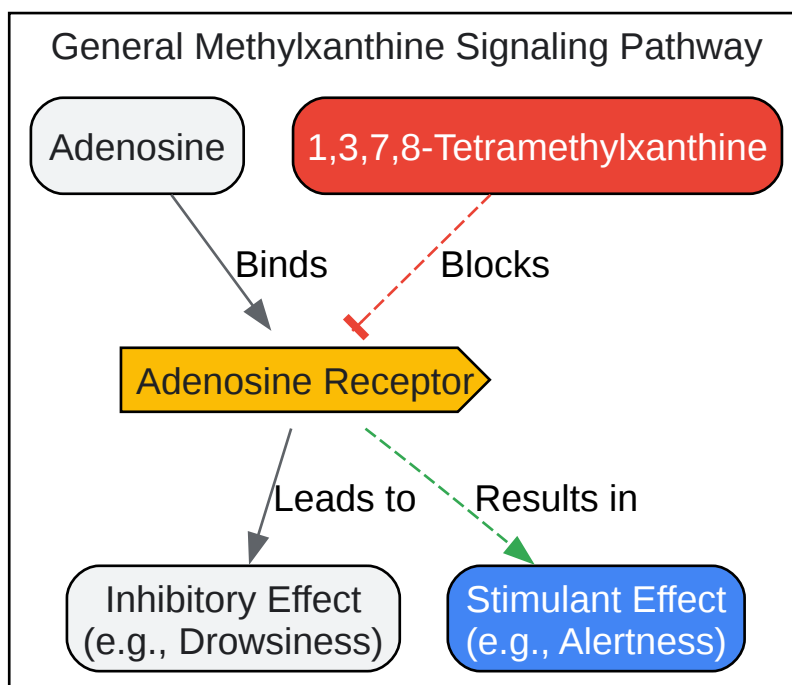 General Methylxanthine Signaling Pathway
Adenosine
1,3,7,8-Tetramethylxanthine
Binds
Blocks
Adenosine Receptor
Leads to
Results in
Inhibitory Effect
(e.g., Drowsiness)
Stimulant Effect
(e.g., Alertness)